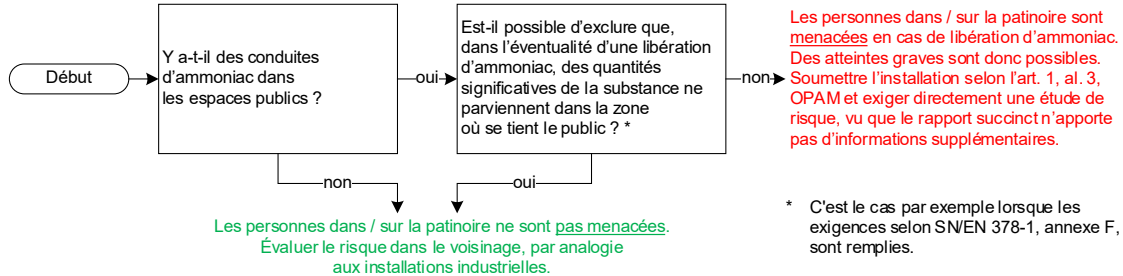 Début
Y a-t-il des conduites
d'ammoniac dans
les espaces publics ?
oui
Est-il possible d'exclure que,
dans l'éventualité d'une libération
d'ammoniac, des quantités
significatives de la substance ne
parviennent dans la zone
où se tient le public ? *
non
Les personnes dans / sur la patinoire sont
menacées en cas de libération d'ammoniac.
Des atteintes graves sont donc possibles.
Soumettre l'installation selon l'art. 1, al. 3,
OPAM et exiger directement une étude de
risque, vu que le rapport succinct n'apporte
pas d'informations supplémentaires.
non
oui
Les personnes dans / sur la patinoire ne sont pas menacées.
Évaluer le risque dans le voisinage, par analogie
aux installations industrielles.
* C'est le cas par exemple lorsque les
exigences selon SN/EN 378-1, annexe F,
sont remplies.